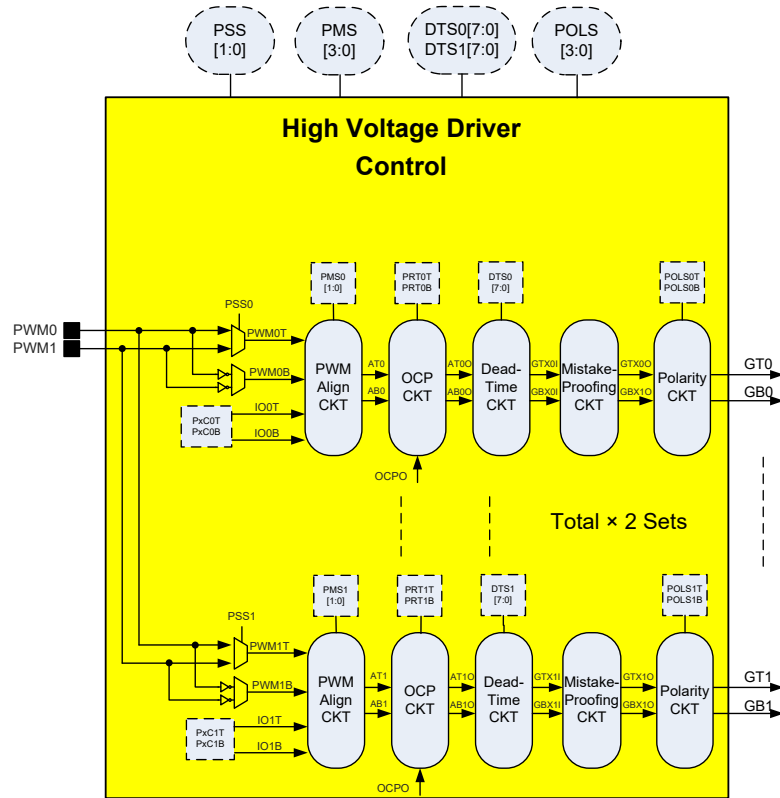 PSS
[1:0]
PMS
[3:0]
DTS0[7:0]
DTS1[7:0]
POLS
[3:0]
High Voltage Driver
Control
PMS0
[1:0]
PRT0T
PRT0B
DTS0
[7:0]
POLS0T
POLS0B
PSS0
PWM0
PWM1
PWM0T
PWM0B
PxC0T
PxC0B
IO0T
IO0B
PWM
Align
CKT
AT0
AB0
OCP
CKT
AT0O
AB0O
Dead-
Time
CKT
GTX0I
GBX0I
Mistake-
Proofing
CKT
GTX0O
GBX1O
Polarity
CKT
GT0
GB0
OCPO
Total × 2 Sets
PMS1
[1:0]
PRT1T
PRT1B
DTS1
[7:0]
POLS1T
POLS1B
PSS1
PWM1T
PWM1B
PxC1T
PxC1B
IO1T
IO1B
PWM
Align
CKT
AT1
AB1
OCP
CKT
AT1O
AB1O
Dead-
Time
CKT
GTX1I
GBX1I
Mistake-
Proofing
CKT
GTX1O
GBX1O
Polarity
CKT
GT1
GB1
OCPO